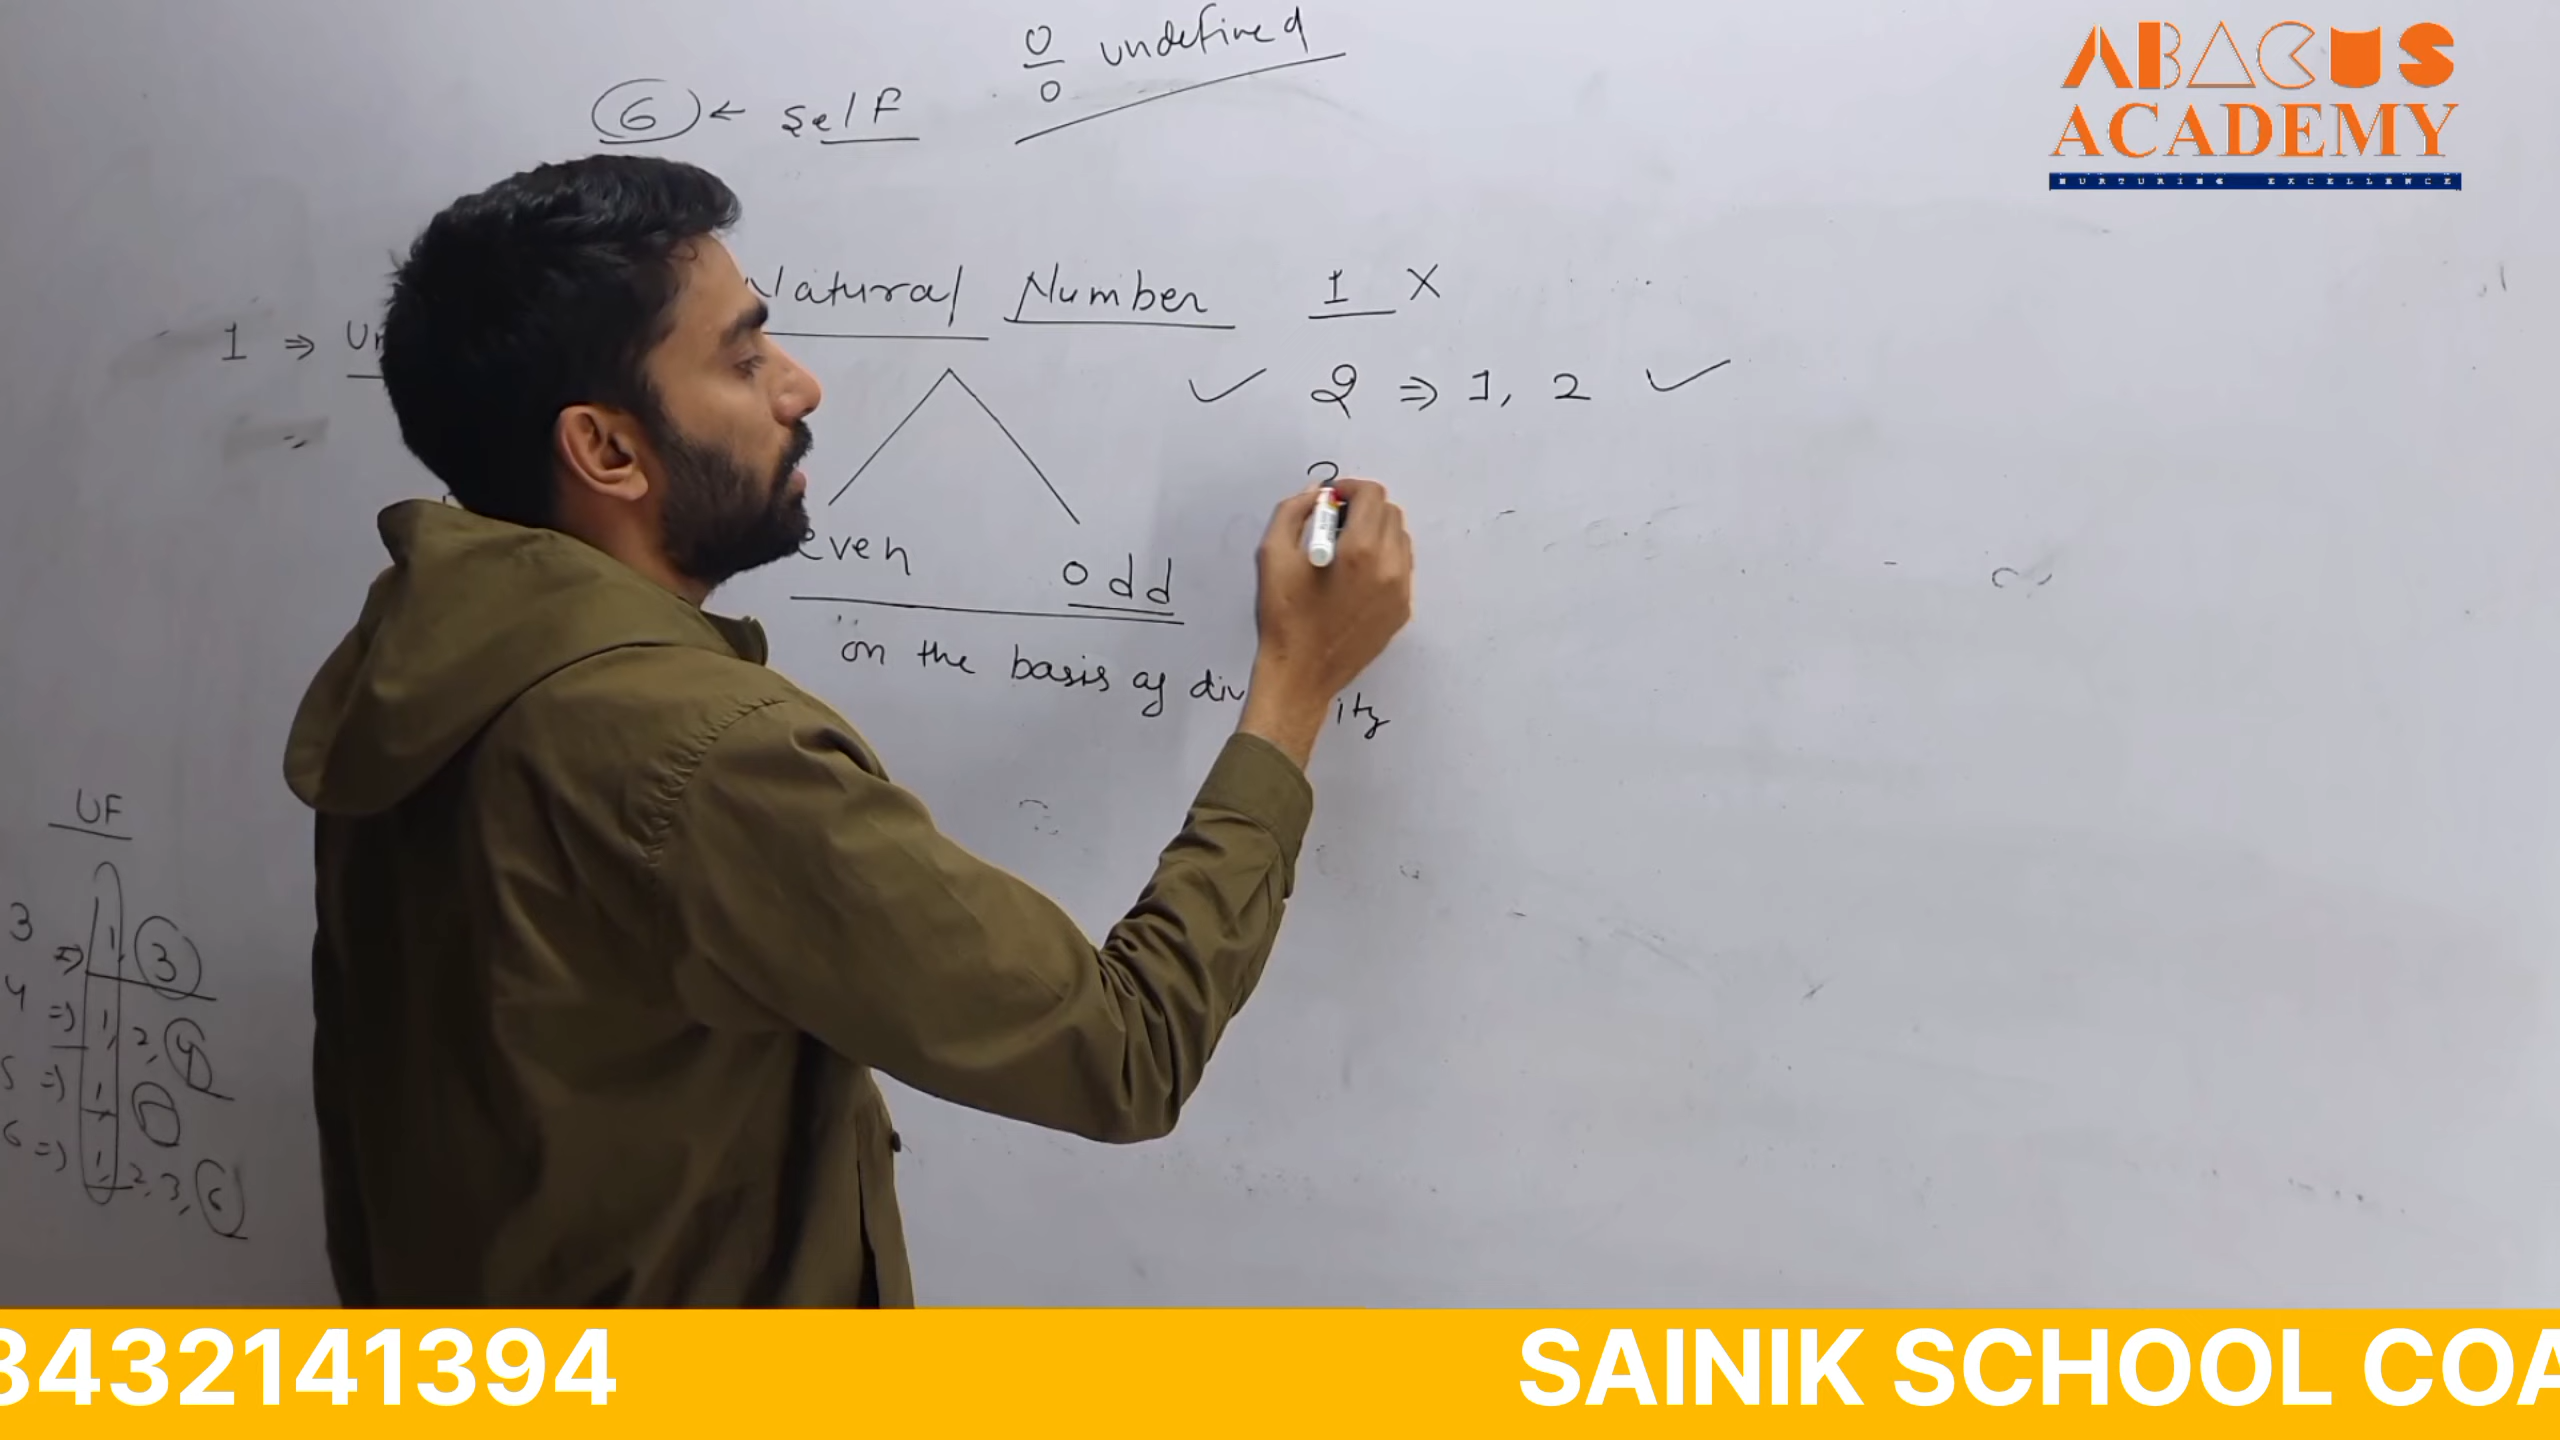 0/0 undefined
6 ← self
ABACUS
ACADEMY
NURTURING EXCELLENCE
Natural Number
1 X
1 ⇒
✓ 2 ⇒ 1, 2 ✓
even odd
on the basis of
UF
3 ⇒ 1, 3
4 ⇒ 1, 2, 4
5 ⇒ 1,
6 ⇒ 1, 2, 3, 6
3432141394
SAINIK SCHOOL COA